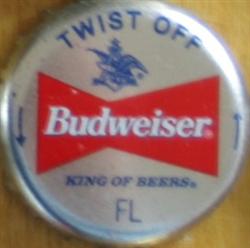 TWIST OFF
Budweiser®
KING OF BEERS®
FL